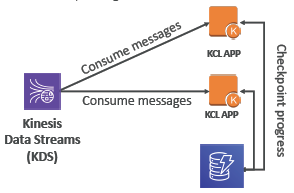 Consume messages
KCL APP
Consume messages
KCL APP
Kinesis
Data Streams
(KDS)
Checkpoint progress